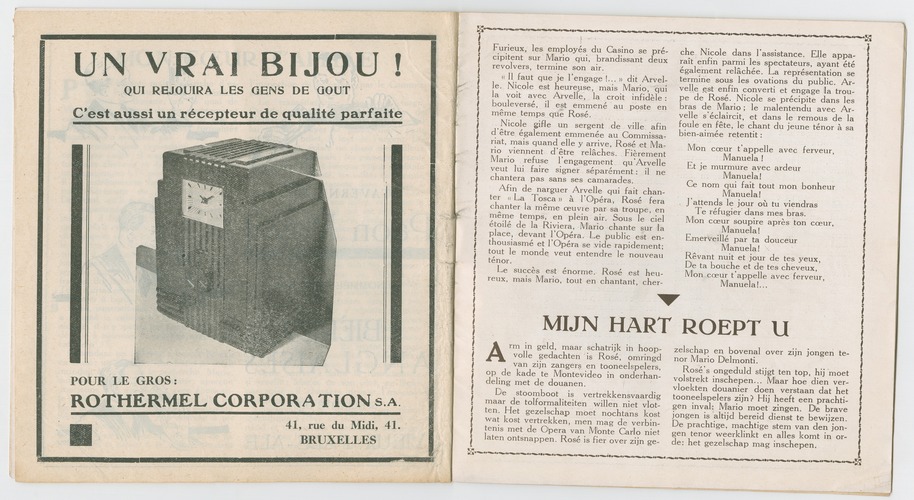 UN VRAI BIJOU !
QUI REJOUIRA LES GENS DE GOUT
C'est aussi un récepteur de qualité parfaite
POUR LE GROS :
ROTHERMEL CORPORATION S.A.
41, rue du Midi, 41.
BRUXELLES
Furieux, les employés du Casino se pré-
cipitent sur Mario qui, brandissant deux
revolvers, termine son air.
« Il faut que je l'engage !... » dit Arvel-
le. Nicole est heureuse, mais Mario, qui
la voit avec Arvelle, la croit infidèle :
bouleversé, il est emmené au poste en
même temps que Rosé.
Nicole gifle un sergent de ville afin
d'être également emmenée au Commissa-
riat, mais quand elle y arrive, Rosé et Ma-
rio viennent d'être relâches. Fièrement
Mario refuse l'engagement qu'Arvelle
veut lui faire signer séparément : il ne
chantera pas sans ses camarades.
Afin de narguer Arvelle qui fait chan-
ter « La Tosca » à l'Opéra, Rosé fera
chanter la même œuvre par sa troupe, en
même temps, en plein air. Sous le ciel
étoilé de la Riviera, Mario chante sur la
place, devant l'Opéra. Le public est en-
thousiasmé et l'Opéra se vide rapidement;
tout le monde veut entendre le nouveau
ténor.
Le succès est énorme. Rosé est heu-
reux, mais Mario, tout en chantant, cher-
che Nicole dans l'assistance. Elle appa-
raît enfin parmi les spectateurs, ayant été
également relâchée. La représentation se
termine sous les ovations du public. Ar-
velle est enfin converti et engage la trou-
pe de Rosé. Nicole se précipite dans les
bras de Mario ; le malentendu avec Ar-
velle s'éclaircit, et dans le remous de la
foule en fête, le chant du jeune ténor à sa
bien-aimée retentit :
Mon cœur t'appelle avec ferveur,
Manuela !
Et je murmure avec ardeur
Manuela !
Ce nom qui fait tout mon bonheur
Manuela!
J'attends le jour où tu viendras
Te réfugier dans mes bras.
Mon cœur soupire après ton cœur,
Manuela!
Emerveillé par ta douceur
Manuela!
Rêvant nuit et jour de tes yeux,
De ta bouche et de tes cheveux,
Mon cœur t'appelle avec ferveur,
Manuela!...
MIJN HART ROEPT U
Arm in geld, maar schatrijk in hoop-
volle gedachten is Rosé, omringd
van zijn zangers en tooneelspelers,
op de kade te Montevideo in onderhan-
deling met de douanen.
De stoomboot is vertrekkensvaardig
maar de tolformaliteiten willen niet vlot-
ten. Het gezelschap moet nochtans kost
wat kost vertrekken, men mag de verbin-
tenis met de Opera van Monte Carlo niet
laten ontsnappen. Rosé is fier over zijn ge-
zelschap en bovenal over zijn jongen te-
nor Mario Delmonti.
Rosé's ongeduld stijgt ten top, hij moet
volstrekt inschepen... Maar hoe dien ver-
vloekten douanier doen verstaan dat het
tooneelspelers zijn ? Hij heeft een prachti-
gen inval; Mario moet zingen. De brave
jongen is altijd bereid dienst te bewijzen.
De prachtige, machtige stem van den jon-
gen tenor weerklinkt en alles komt in or-
de: het gezelschap mag inschepen.